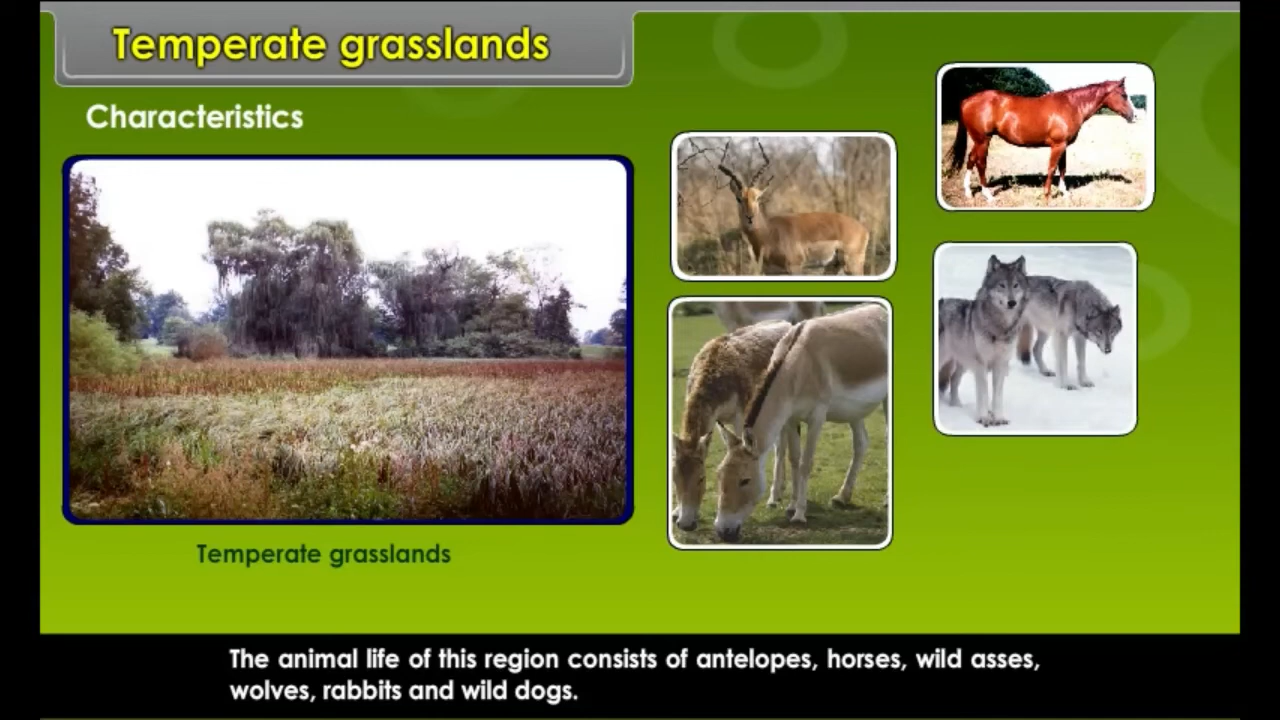 Temperate grasslands
Characteristics
Temperate grasslands
The animal life of this region consists of antelopes, horses, wild asses,
wolves, rabbits and wild dogs.